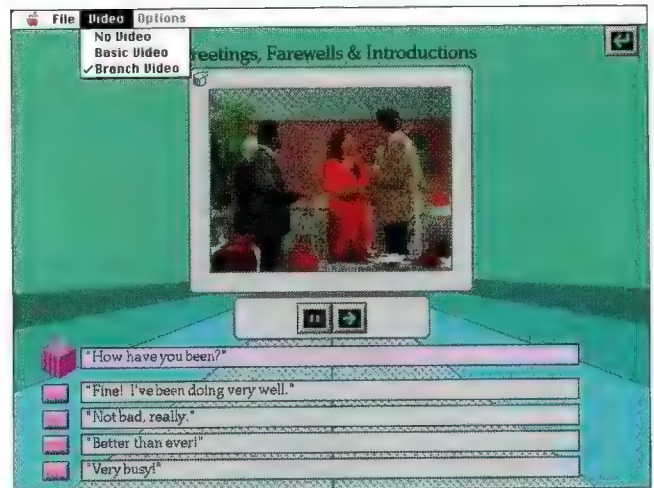 File Video Options
No Video
Basic Video
✓Branch Video
reetings, Farewells & Introductions
"How have you been?"
"Fine! I've been doing very well."
"Not bad, really."
"Better than ever!"
"Very busy!"